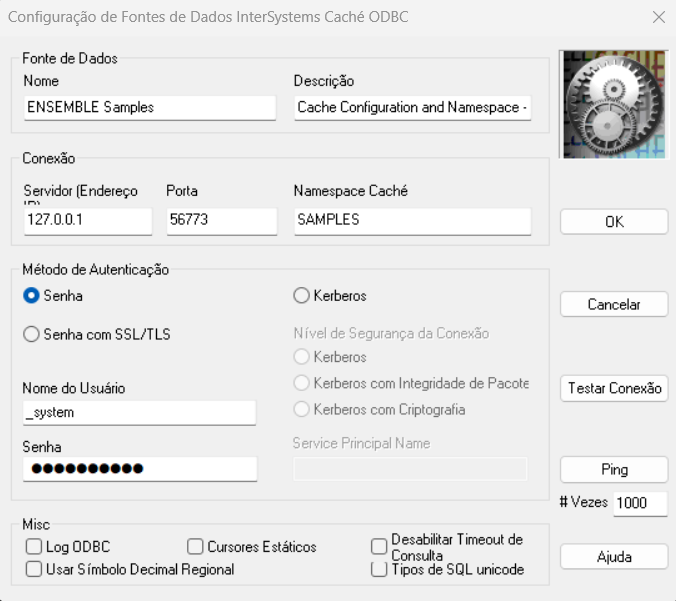 Configuração de Fontes de Dados InterSystems Caché ODBC
Fonte de Dados
Nome
Descrição
ENSEMBLE Samples
Cache Configuration and Namespace -
Conexão
Servidor (Endereço
Porta
Namespace Caché
127.0.0.1
56773
SAMPLES
OK
Método de Autenticação
Senha
Kerberos
Cancelar
Senha com SSL/TLS
Nível de Segurança da Conexão
Kerberos
Kerberos com Integridade de Pacote
Testar Conexão
Nome do Usuário
Kerberos com Criptografia
_system
Senha
Service Principal Name
Ping
# Vezes
1000
Misc
Log ODBC
Cursores Estáticos
Desabilitar Timeout de
Consulta
Usar Símbolo Decimal Regional
Tipos de SQL unicode
Ajuda